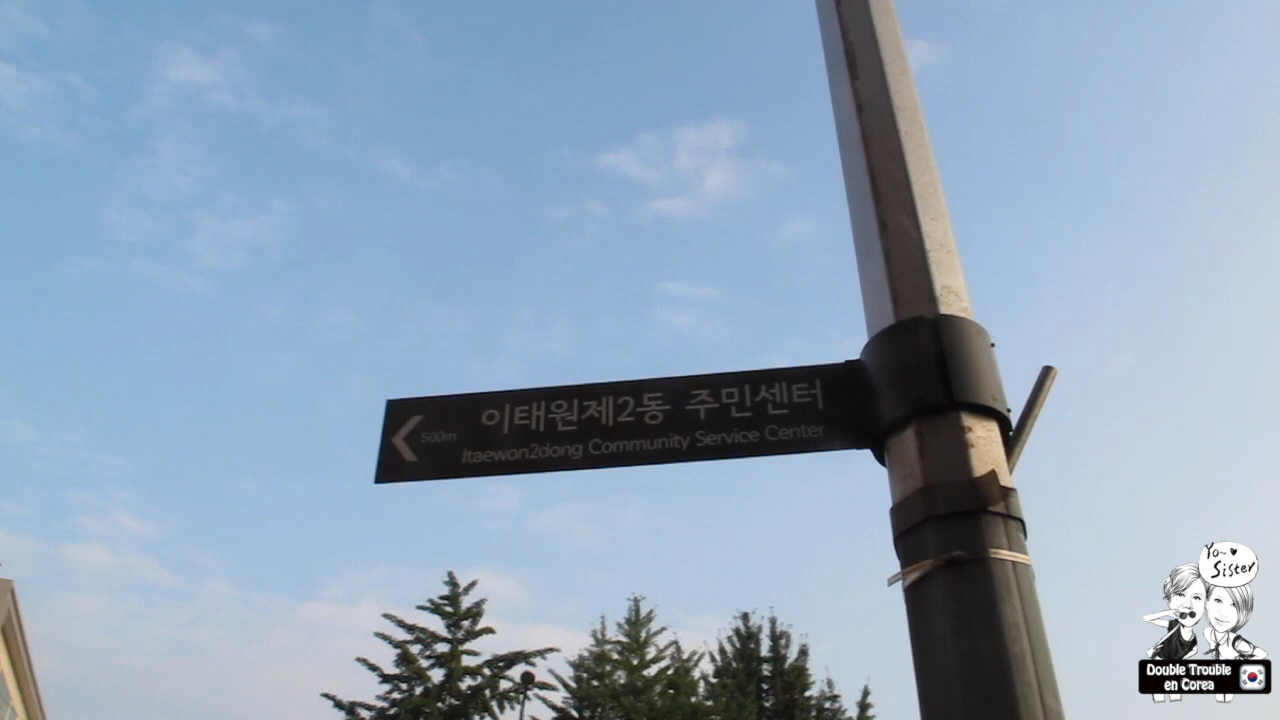 500m
이태원제2동 주민센터
Itaewon2dong Community Service Center
Yo~ ♥
Sister
Double Trouble
en Corea